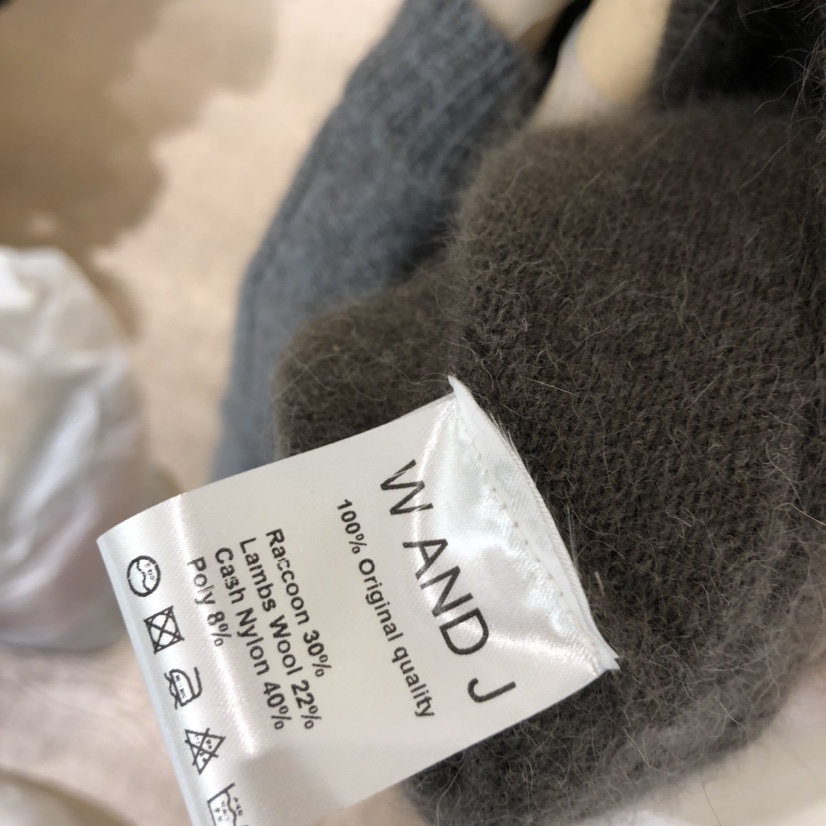 W AND J
100% Original quality
Raccoon 30%
Lambs Wool 22%
Cash Nylon 40%
Poly 8%